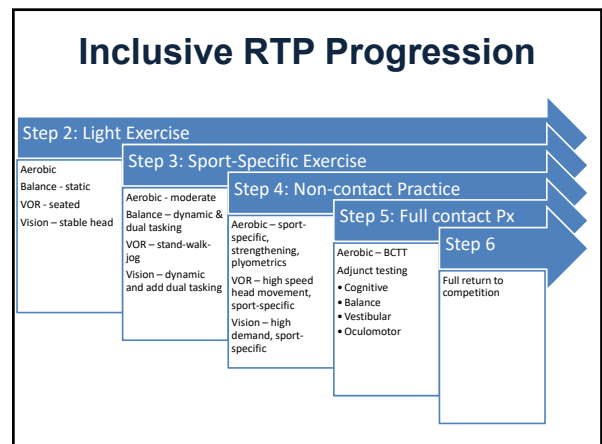 Inclusive RTP Progression
Step 2: Light Exercise
Aerobic
Balance - static
VOR - seated
Vision – stable head
Step 3: Sport-Specific Exercise
Aerobic - moderate
Balance – dynamic &
dual tasking
VOR – stand-walk-
jog
Vision – dynamic
and add dual tasking
Step 4: Non-contact Practice
Aerobic – sport-
specific,
strengthening,
plyometrics
VOR – high speed
head movement,
sport-specific
Vision – high
demand, sport-
specific
Step 5: Full contact Px
Aerobic – BCTT
Adjunct testing
• Cognitive
• Balance
• Vestibular
• Oculomotor
Step 6
Full return to
competition